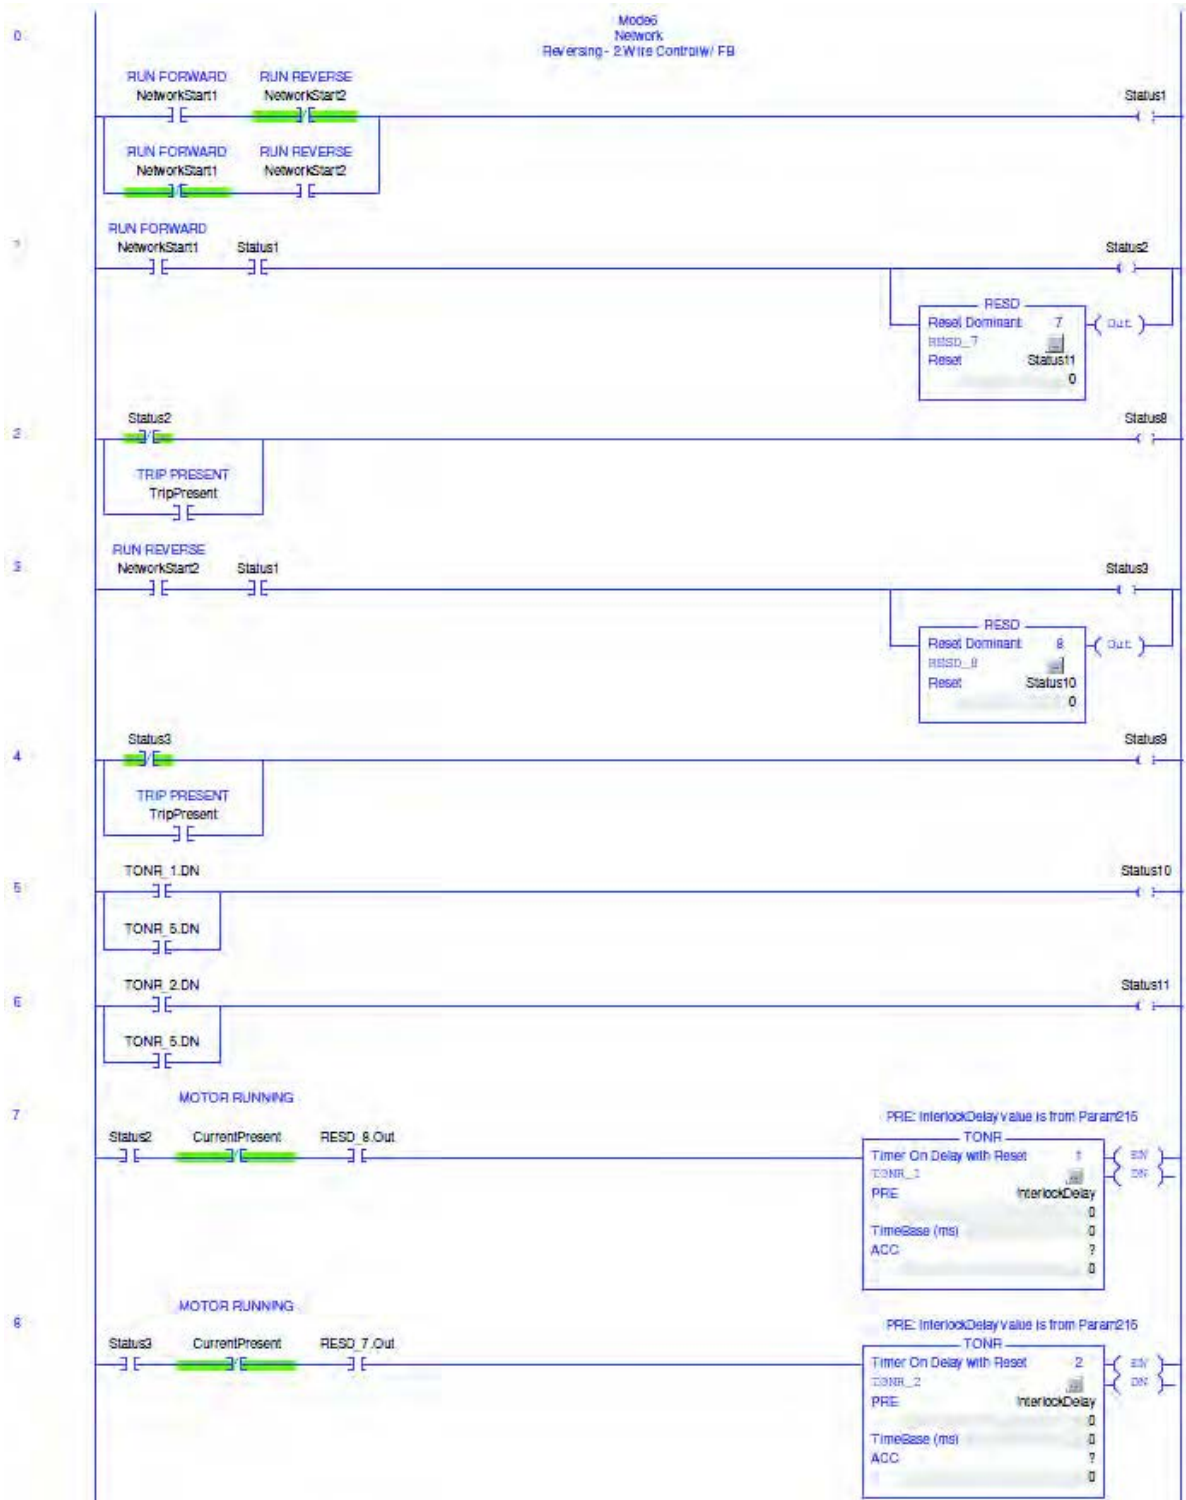 Mode6
Network
Reversing - 2 Wire Control w/ FB
0
RUN FORWARD RUN REVERSE
NetworkStart1 NetworkStart2 Status1
RUN FORWARD RUN REVERSE
NetworkStart1 NetworkStart2
RUN FORWARD
NetworkStart1 Status1 Status2
RESD
Reset Dominant 7 Out
RESD_7
Reset Status11
0
2
Status2 Status8
TRIP PRESENT
TripPresent
RUN REVERSE
3
NetworkStart2 Status1 Status3
RESD
Reset Dominant 8 Out
RESD_8
Reset Status10
0
4
Status3 Status9
TRIP PRESENT
TripPresent
5
TONR_1.DN Status10
TONR_5.DN
6
TONR_2.DN Status11
TONR_5.DN
7
MOTOR RUNNING
PRE: InterlockDelay value is from Param216
Status2 CurrentPresent RESD_8.Out
TONR
Timer On Delay with Reset 1 EN
TONR_1 DN
PRE InterlockDelay
0
TimeBase (ms) 0
ACC ?
0
8
MOTOR RUNNING
PRE: InterlockDelay value is from Param216
Status3 CurrentPresent RESD_7.Out
TONR
Timer On Delay with Reset 2 EN
TONR_2 DN
PRE InterlockDelay
0
TimeBase (ms) 0
ACC ?
0